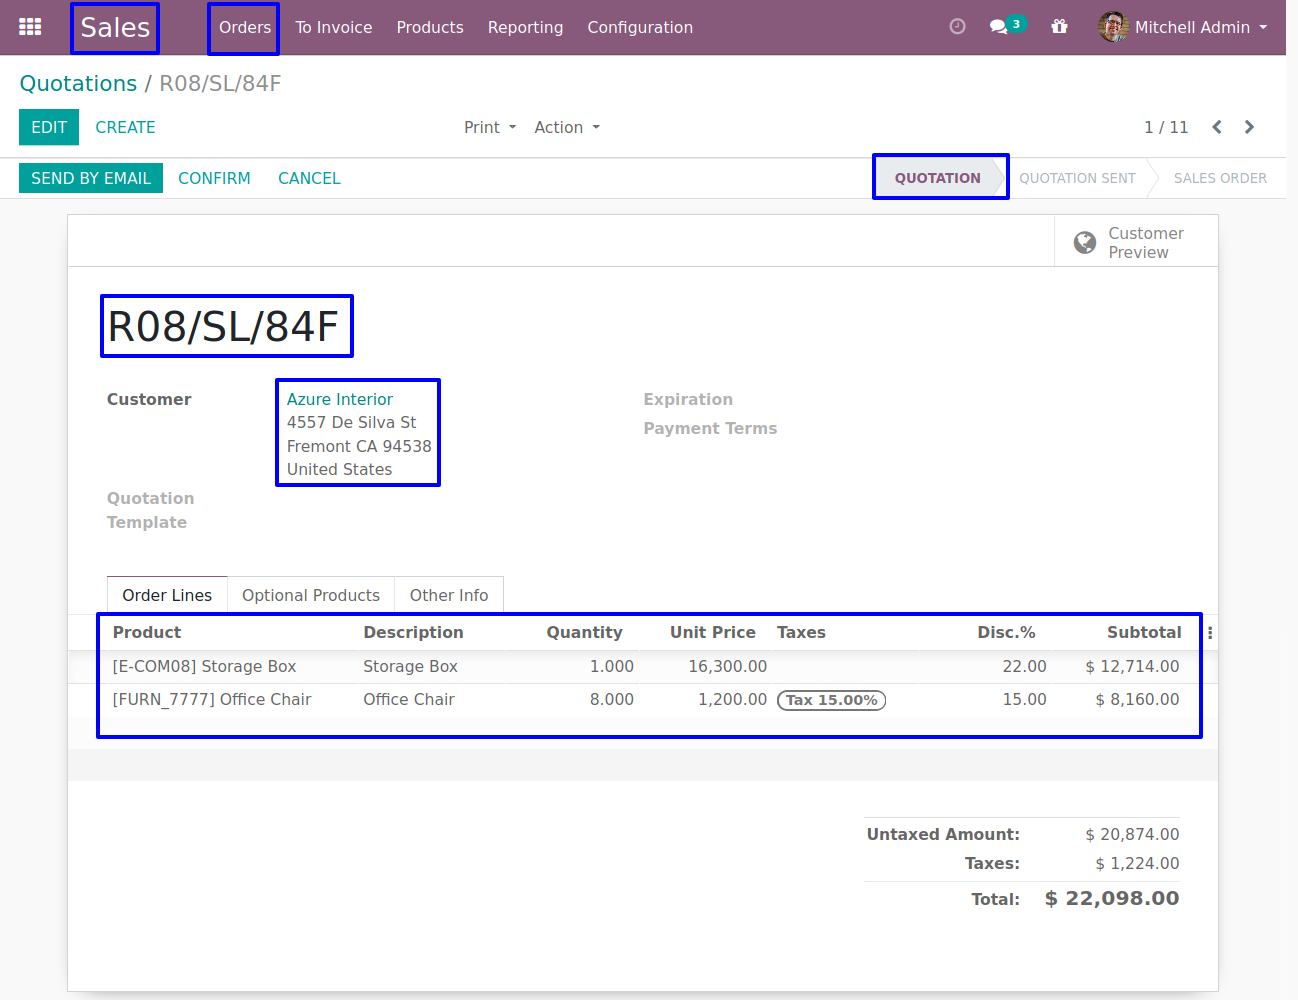 Sales Orders To Invoice Products Reporting Configuration 3 Mitchell Admin
Quotations / R08/SL/84F
EDIT CREATE Print Action 1 / 11
SEND BY EMAIL CONFIRM CANCEL QUOTATION QUOTATION SENT SALES ORDER
Customer
Preview
R08/SL/84F
Customer Azure Interior Expiration
4557 De Silva St
Payment Terms
Fremont CA 94538
United States
Quotation
Template
Order Lines Optional Products Other Info
Product Description Quantity Unit Price Taxes Disc.% Subtotal
[E-COM08] Storage Box Storage Box 1.000 16,300.00 22.00 $ 12,714.00
[FURN_7777] Office Chair Office Chair 8.000 1,200.00 Tax 15.00% 15.00 $ 8,160.00
Untaxed Amount: $ 20,874.00
Taxes: $ 1,224.00
Total: $ 22,098.00